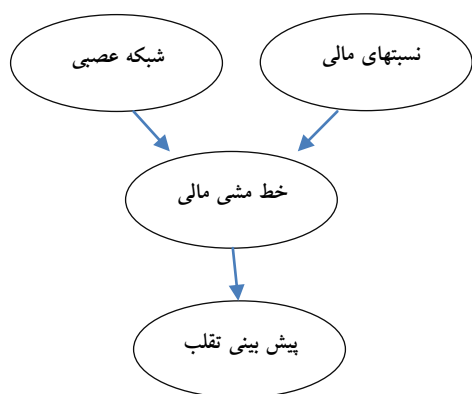 نسبتهای مالی
شبکه عصبی
خط مشی مالی
پیش بینی تقلب